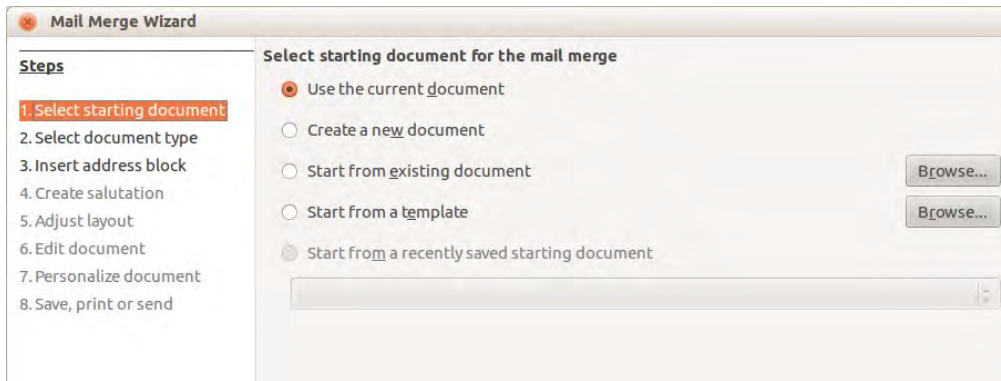 Mail Merge Wizard
Steps
1. Select starting document
2. Select document type
3. Insert address block
4. Create salutation
5. Adjust layout
6. Edit document
7. Personalize document
8. Save, print or send
Select starting document for the mail merge
Use the current document
Create a new document
Start from existing document
Browse...
Start from a template
Browse...
Start from a recently saved starting document